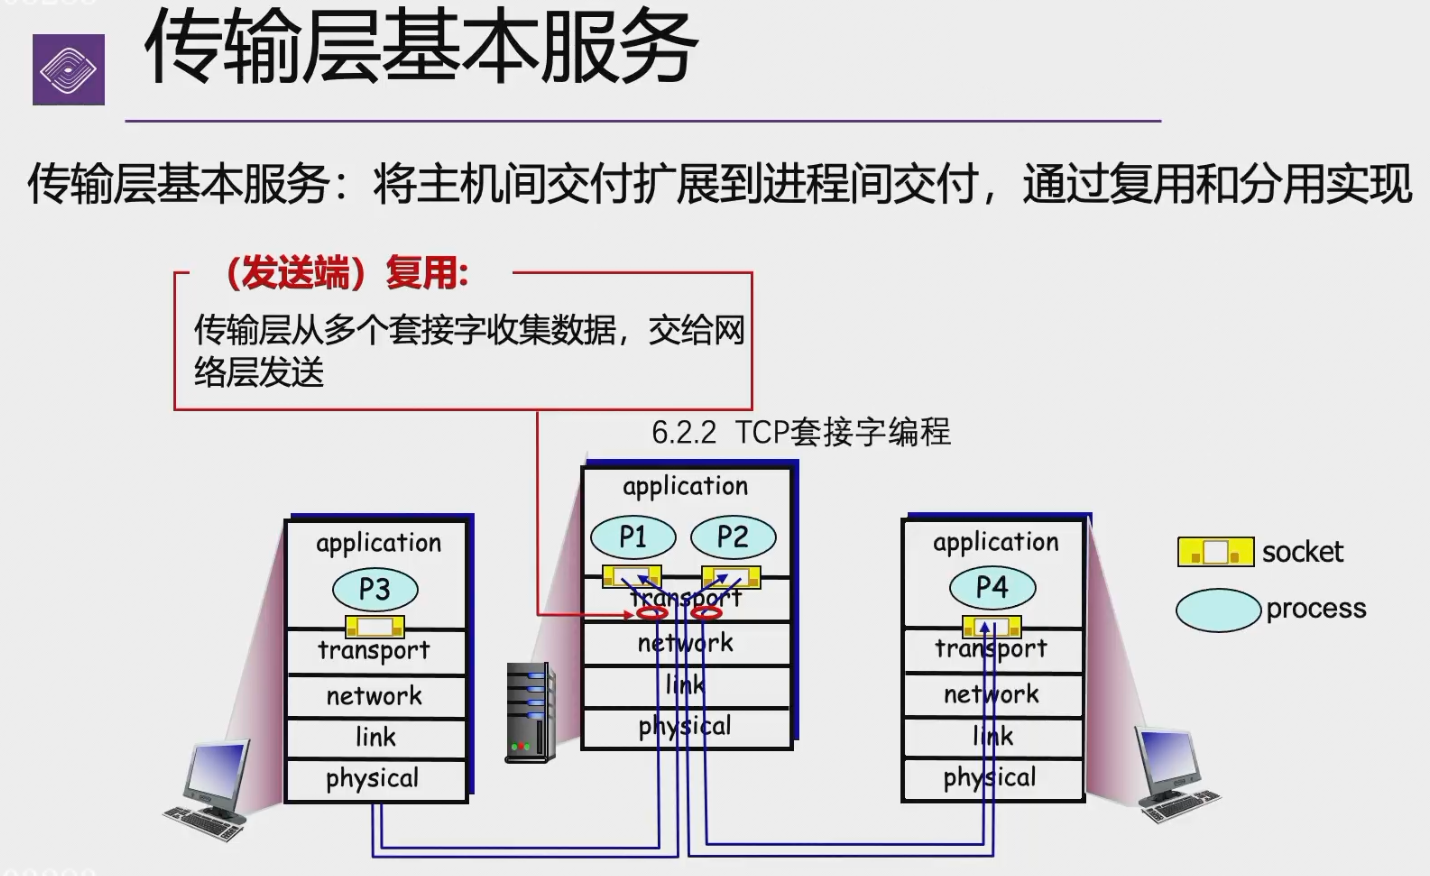 传输层基本服务
传输层基本服务：将主机间交付扩展到进程间交付，通过复用和分用实现
（发送端）复用:
传输层从多个套接字收集数据，交给网
络层发送
6.2.2 TCP套接字编程
application
P1 P2
transport
network
link
physical
application
P3
transport
network
link
physical
application
P4
transport
network
link
physical
socket
process